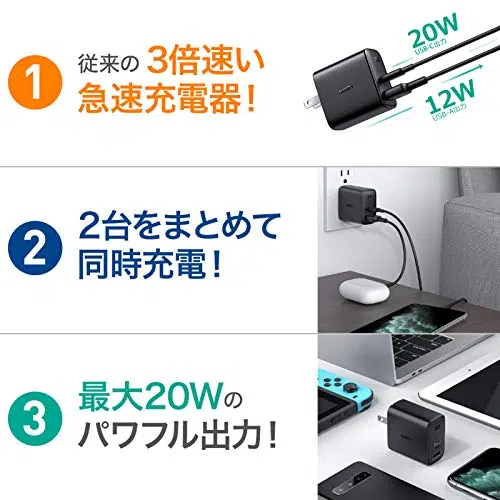 1
従来の 3倍速い
急速充電器！
20W
USB-C出力
12W
USB-A出力
2
2台をまとめて
同時充電！
3
最大20Wの
パワフル出力！